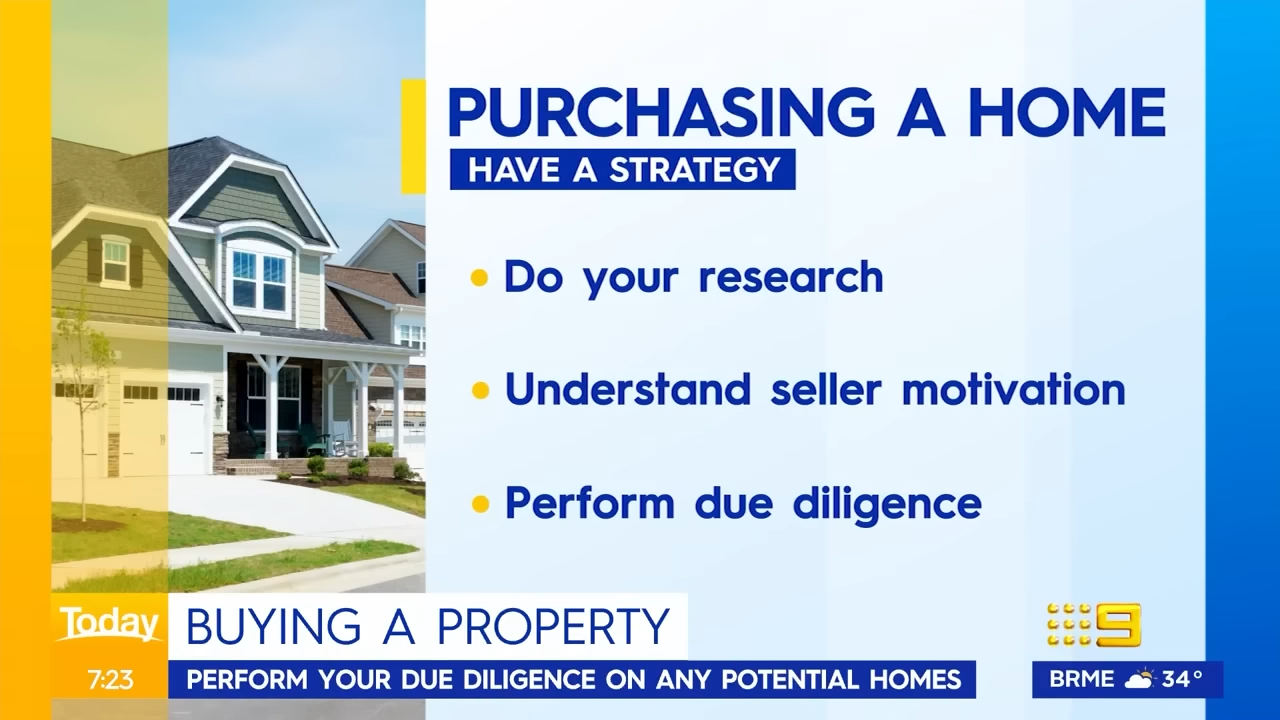 PURCHASING A HOME
HAVE A STRATEGY
• Do your research
• Understand seller motivation
• Perform due diligence
Today
BUYING A PROPERTY
9
7:23
PERFORM YOUR DUE DILIGENCE ON ANY POTENTIAL HOMES
BRME 34°